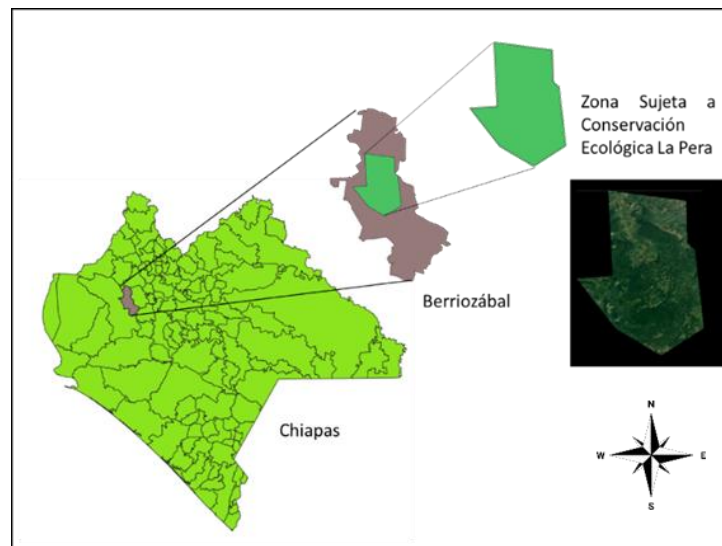 Zona Sujeta a
Conservación
Ecológica La Pera
Berriozábal
Chiapas
N
W E
S